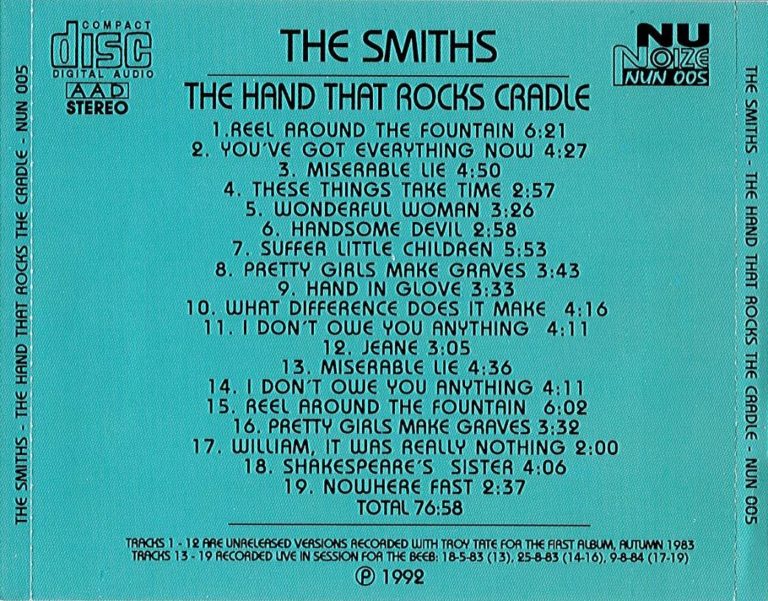 COMPACT
disc
DIGITAL AUDIO
AAD
STEREO
THE SMITHS
NU
NOIZE
NUN 005
THE HAND THAT ROCKS CRADLE
1.REEL AROUND THE FOUNTAIN 6:21
2. YOU'VE GOT EVERYTHING NOW 4:27
3. MISERABLE LIE 4:50
4. THESE THINGS TAKE TIME 2:57
5. WONDERFUL WOMAN 3:26
6. HANDSOME DEVIL 2:58
7. SUFFER LITTLE CHILDREN 5:53
8. PRETTY GIRLS MAKE GRAVES 3:43
9. HAND IN GLOVE 3:33
10. WHAT DIFFERENCE DOES IT MAKE 4:16
11. I DON'T OWE YOU ANYTHING 4:11
12. JEANE 3:05
13. MISERABLE LIE 4:36
14. I DON'T OWE YOU ANYTHING 4:11
15. REEL AROUND THE FOUNTAIN 6:02
16. PRETTY GIRLS MAKE GRAVES 3:32
17. WILLIAM, IT WAS REALLY NOTHING 2:00
18. SHAKESPEARE'S SISTER 4:06
19. NOWHERE FAST 2:37
TOTAL 76:58
TRACKS 1 - 12 ARE UNRELEASED VERSIONS RECORDED WITH TROY TATE FOR THE FIRST ALBUM, AUTUMN 1983
TRACKS 13 - 19 RECORDED LIVE IN SESSION FOR THE BEEB: 18-5-83 (13), 25-8-83 (14-16), 9-8-84 (17-19)
℗ 1992
THE SMITHS - THE HAND THAT ROCKS THE CRADLE - NUN 005
THE SMITHS - THE HAND THAT ROCKS THE CRADLE - NUN 005